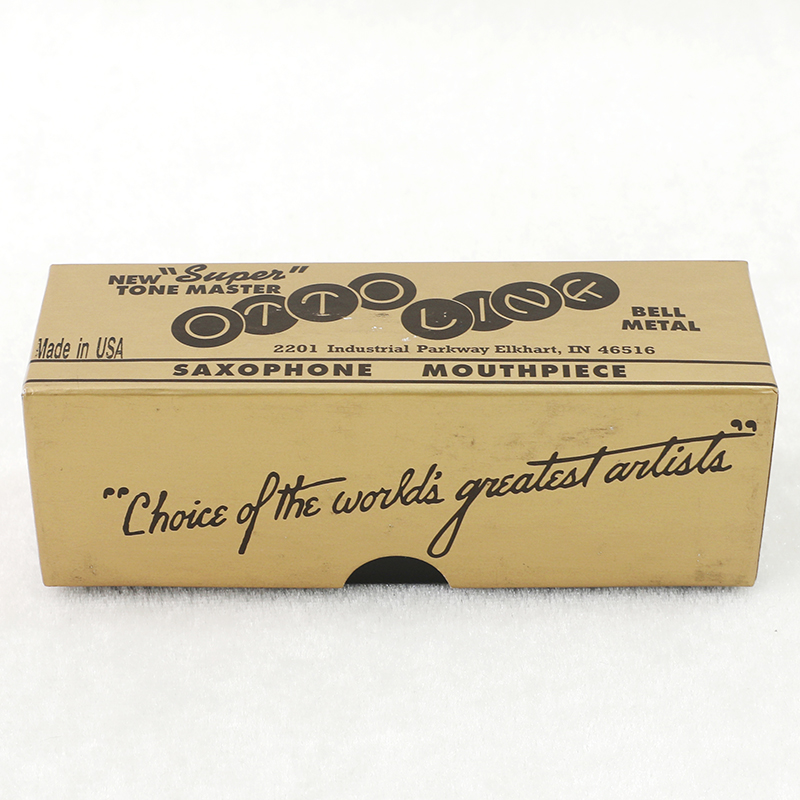 NEW "Super"
TONE MASTER
OTTO LINK
BELL
METAL
Made in USA
2201 Industrial Parkway Elkhart, IN 46516
SAXOPHONE MOUTHPIECE
"Choice of the world's greatest artists"